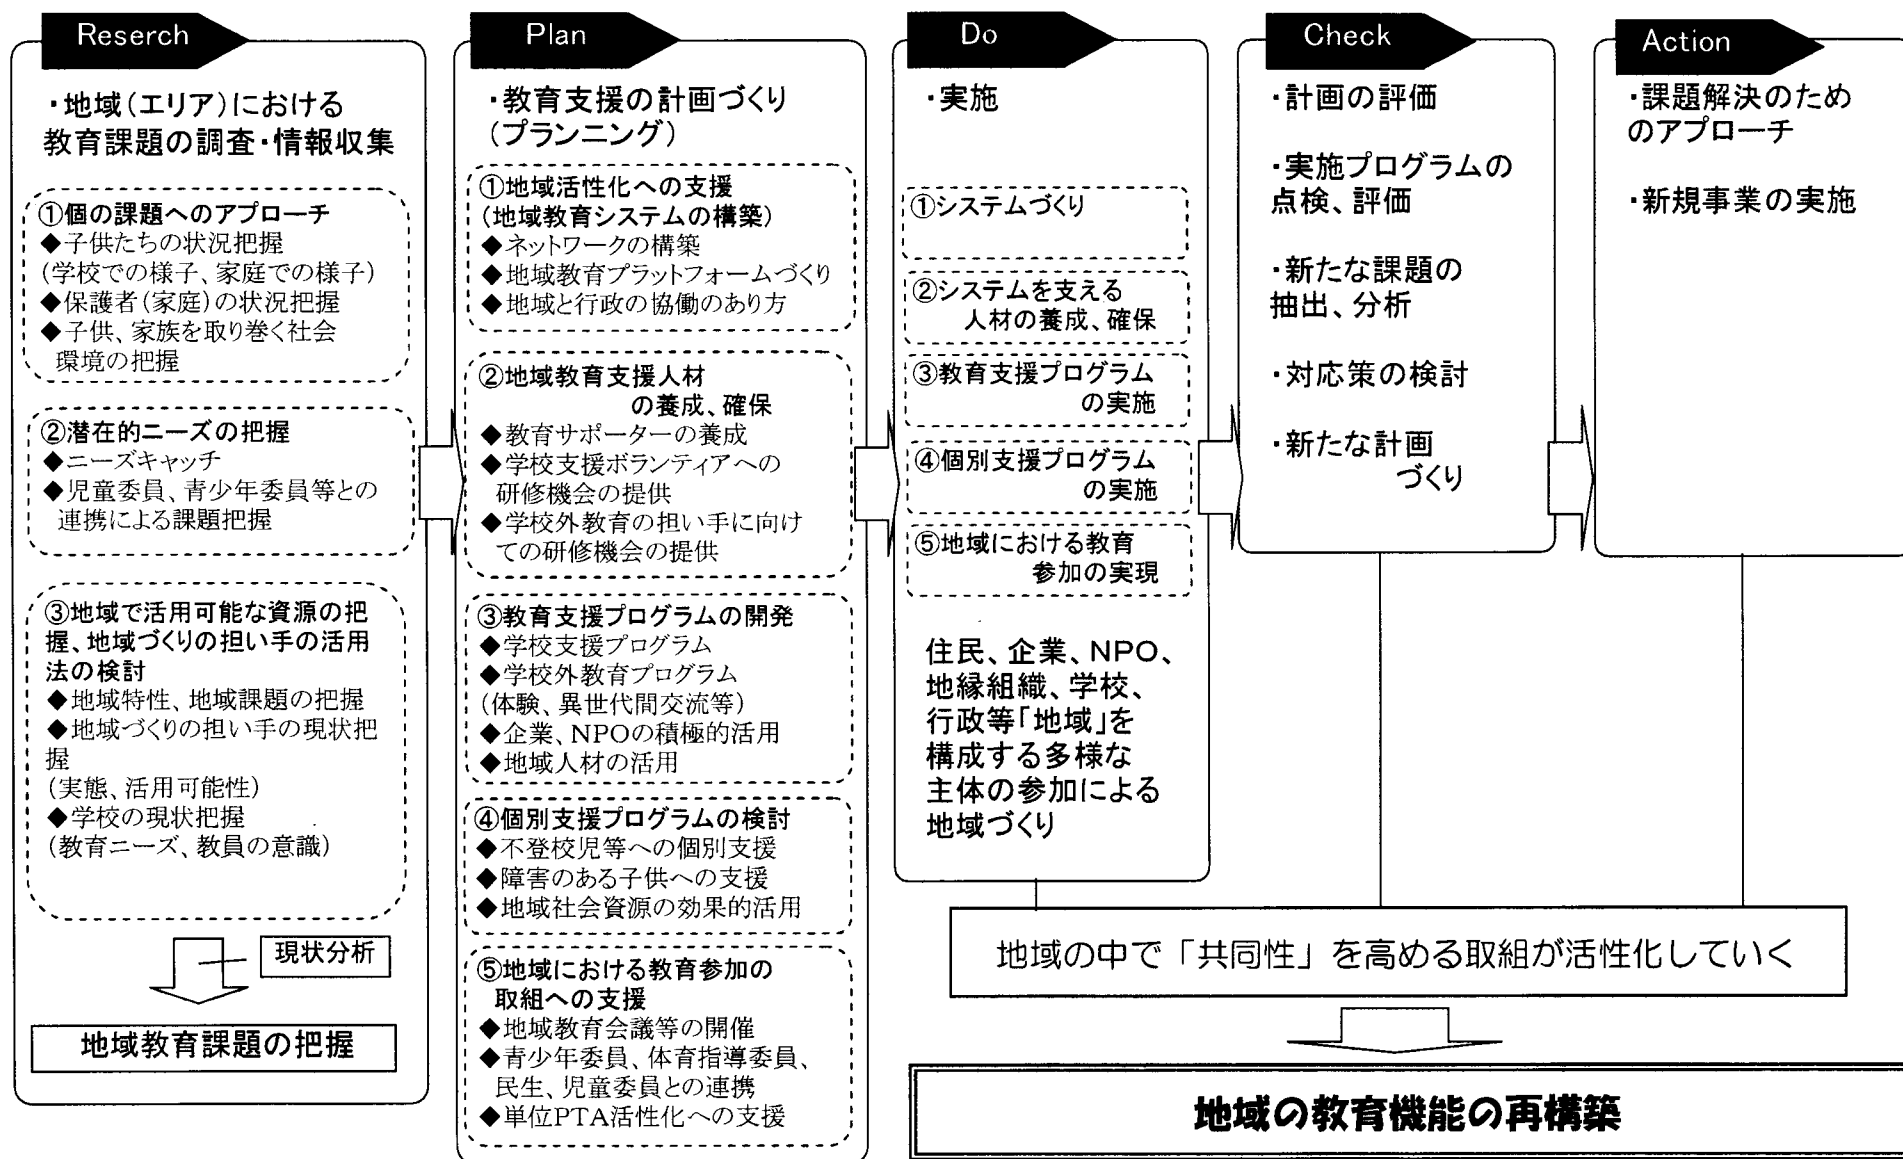 Reserch
・地域(エリア)における
教育課題の調査・情報収集
①個の課題へのアプローチ
◆子供たちの状況把握
(学校での様子、家庭での様子)
◆保護者(家庭)の状況把握
◆子供、家族を取り巻く社会
環境の把握
②潜在的ニーズの把握
◆ニーズキャッチ
◆児童委員、青少年委員等との
連携による課題把握
③地域で活用可能な資源の把
握、地域づくりの担い手の活用
法の検討
◆地域特性、地域課題の把握
◆地域づくりの担い手の現状把
握
(実態、活用可能性)
◆学校の現状把握
(教育ニーズ、教員の意識)
現状分析
地域教育課題の把握
Plan
・教育支援の計画づくり
(プランニング)
①地域活性化への支援
(地域教育システムの構築)
◆ネットワークの構築
◆地域教育プラットフォームづくり
◆地域と行政の協働のあり方
②地域教育支援人材
の養成、確保
◆教育サポーターの養成
◆学校支援ボランティアへの
研修機会の提供
◆学校外教育の担い手に向け
ての研修機会の提供
③教育支援プログラムの開発
◆学校支援プログラム
◆学校外教育プログラム
(体験、異世代間交流等)
◆企業、NPOの積極的活用
◆地域人材の活用
④個別支援プログラムの検討
◆不登校児等への個別支援
◆障害のある子供への支援
◆地域社会資源の効果的活用
⑤地域における教育参加の
取組への支援
◆地域教育会議等の開催
◆青少年委員、体育指導委員、
民生、児童委員との連携
◆単位PTA活性化への支援
Do
・実施
①システムづくり
②システムを支える
人材の養成、確保
③教育支援プログラム
の実施
④個別支援プログラム
の実施
⑤地域における教育
参加の実現
住民、企業、NPO、
地縁組織、学校、
行政等「地域」を
構成する多様な
主体の参加による
地域づくり
Check
・計画の評価
・実施プログラムの
点検、評価
・新たな課題の
抽出、分析
・対応策の検討
・新たな計画
づくり
Action
・課題解決のため
のアプローチ
・新規事業の実施
地域の中で「共同性」を高める取組が活性化していく
地域の教育機能の再構築